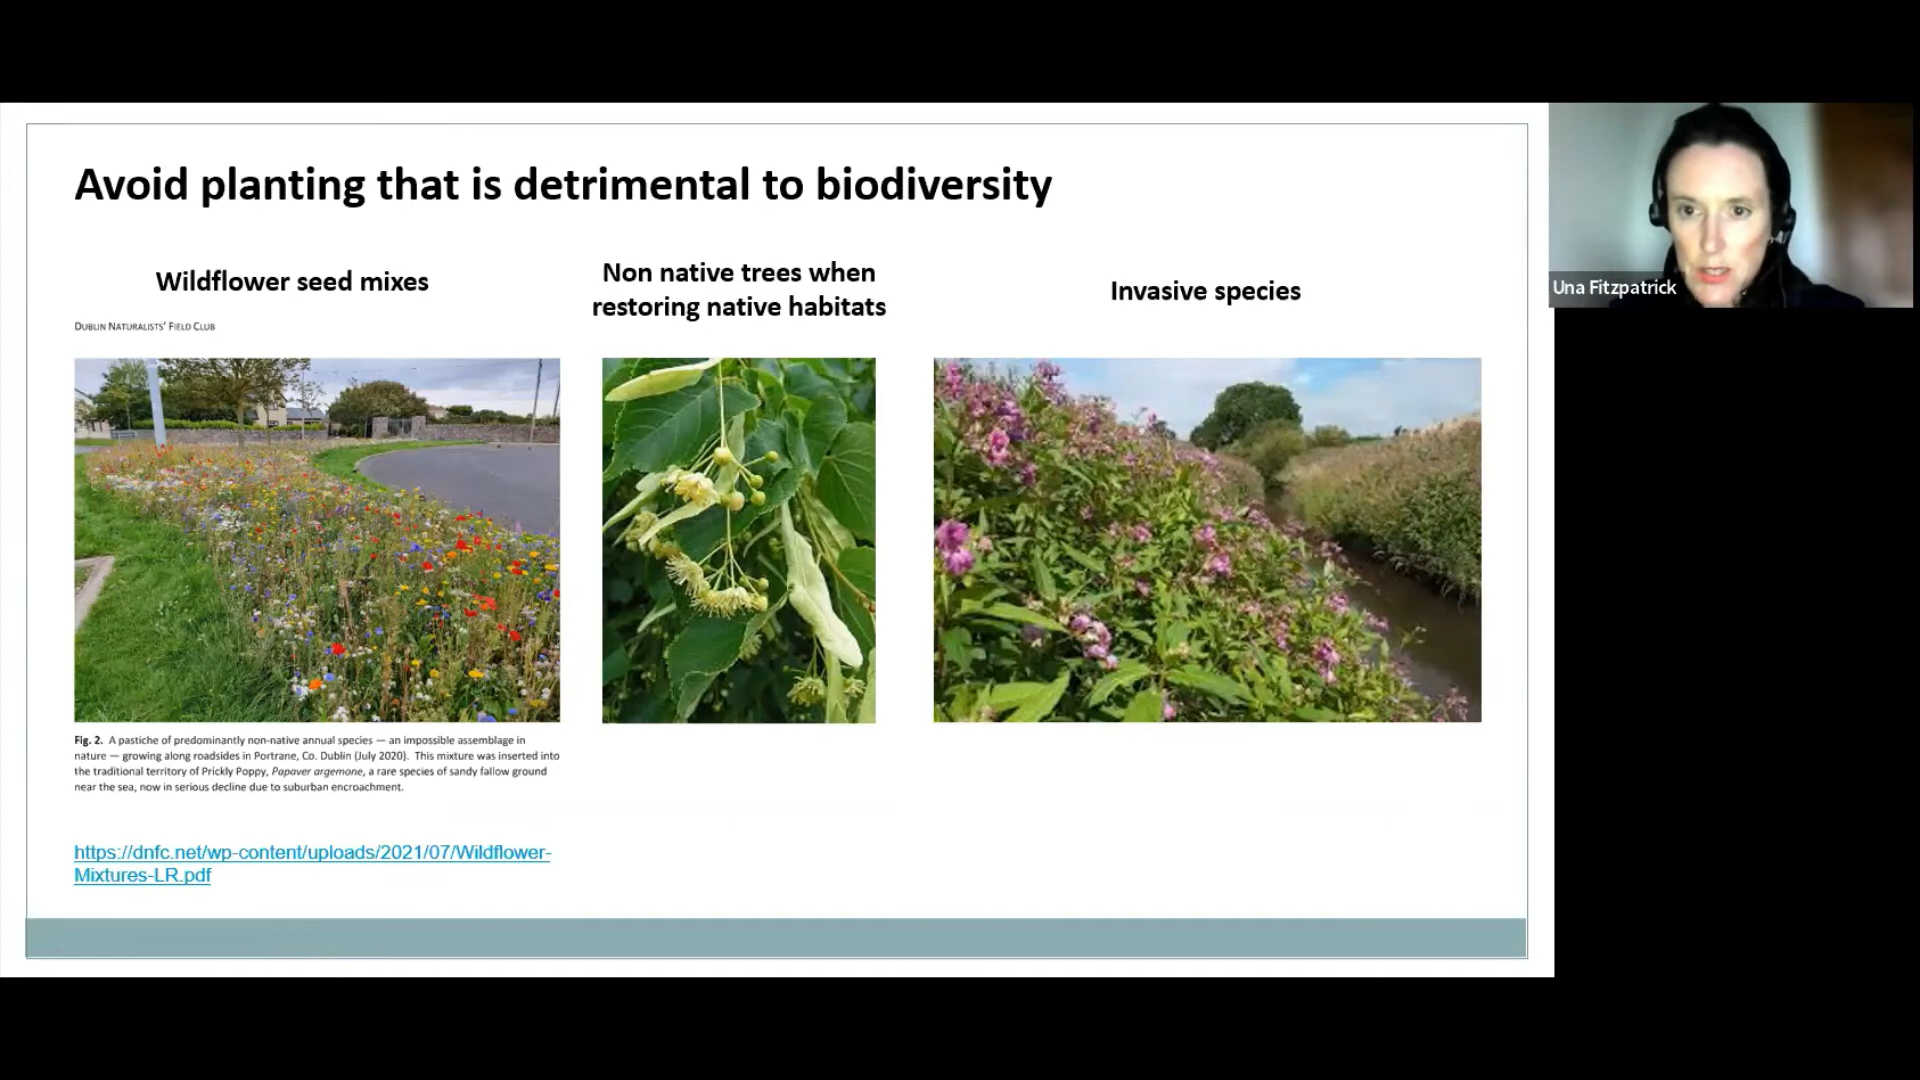 Avoid planting that is detrimental to biodiversity
Wildflower seed mixes
Non native trees when
restoring native habitats
Invasive species
Una Fitzpatrick
DUBLIN NATURALISTS' FIELD CLUB
Fig. 2. A pastiche of predominantly non-native annual species — an impossible assemblage in
nature — growing along roadsides in Portrane, Co. Dublin (July 2020). This mixture was inserted into
the traditional territory of Prickly Poppy, Papaver argemone, a rare species of sandy fallow ground
near the sea, now in serious decline due to suburban encroachment.
https://dnfc.net/wp-content/uploads/2021/07/Wildflower-
Mixtures-LR.pdf